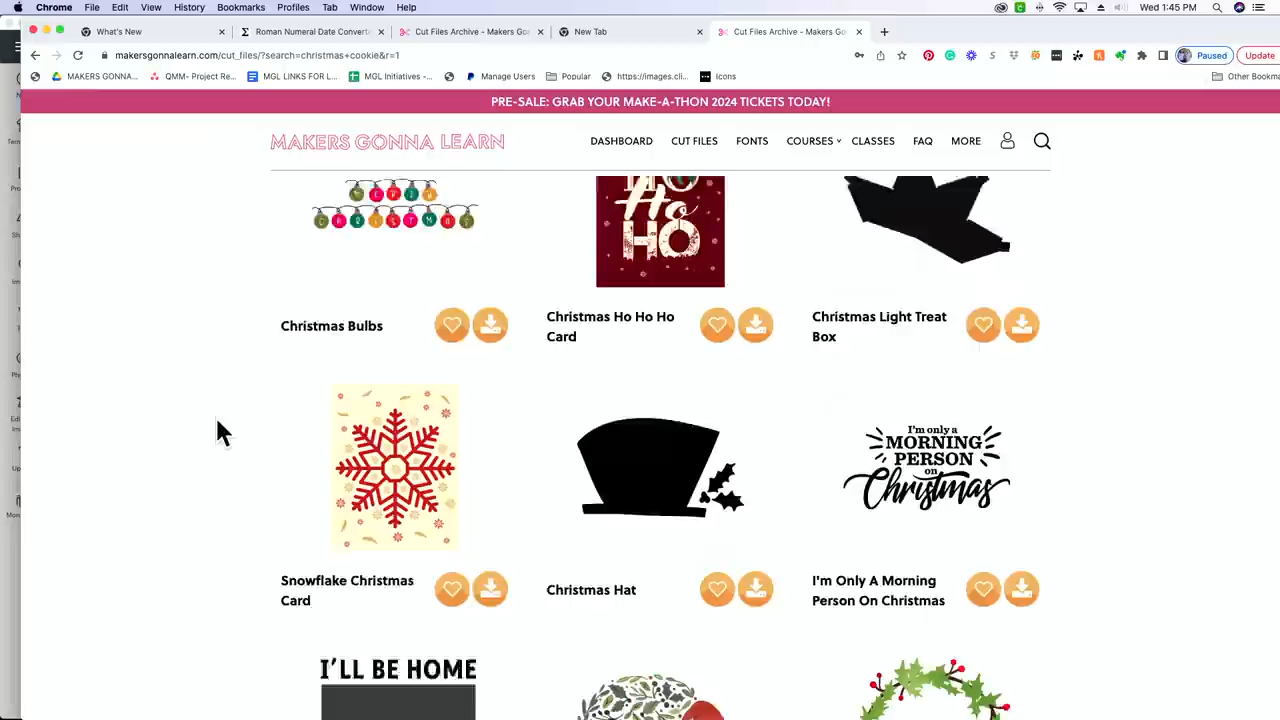 Chrome File Edit View History Bookmarks Profiles Tab Window Help Wed 1:45 PM
What's New
Roman Numeral Date Converte
Cut Files Archive - Makers Go
New Tab
Cut Files Archive - Makers Go
makersgonnalearn.com/cut_files/?search=christmas+cookie&r=1
Paused
Update
MAKERS GONNA...
QMM- Project Re...
MGL LINKS FOR L...
MGL Initiatives -...
Manage Users
Popular
https://images.cli...
Icons
Other Bookma
PRE-SALE: GRAB YOUR MAKE-A-THON 2024 TICKETS TODAY!
MAKERS GONNA LEARN
DASHBOARD CUT FILES FONTS COURSES CLASSES FAQ MORE
CHRISTMAS
HO
Ho
HO
Christmas Bulbs
Christmas Ho Ho Ho
Card
Christmas Light Treat
Box
I'm only a
MORNING
PERSON
on
Christmas
Snowflake Christmas
Card
Christmas Hat
I'm Only A Morning
Person On Christmas
I'LL BE HOME